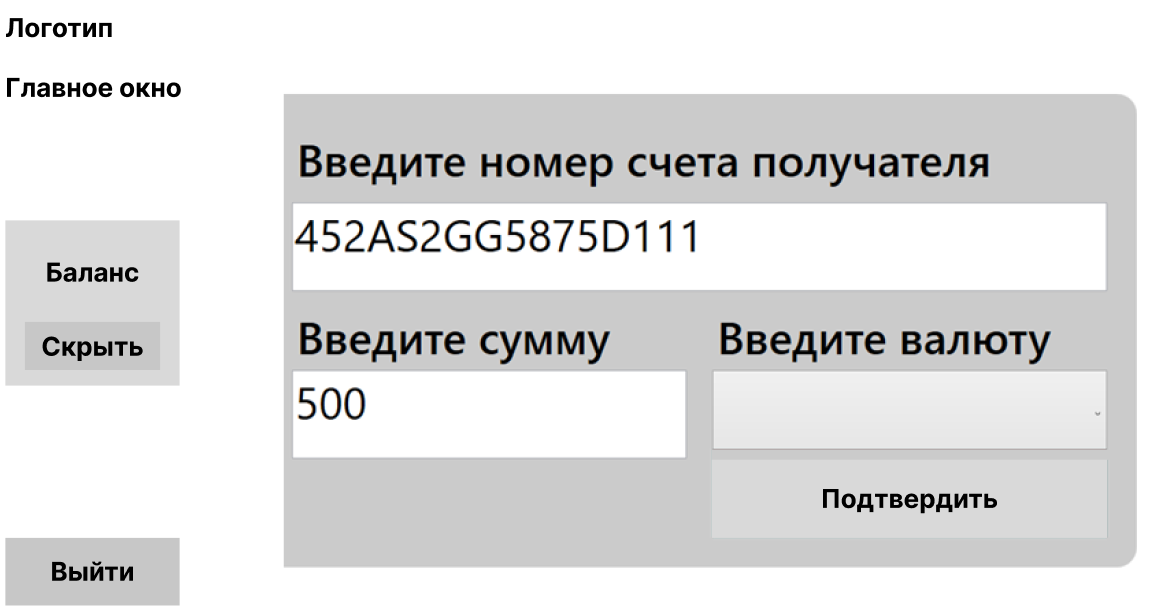 Логотип
Главное окно
Введите номер счета получателя
452AS2GG5875D111
Баланс
Скрыть
Введите сумму
Введите валюту
500
Подтвердить
Выйти